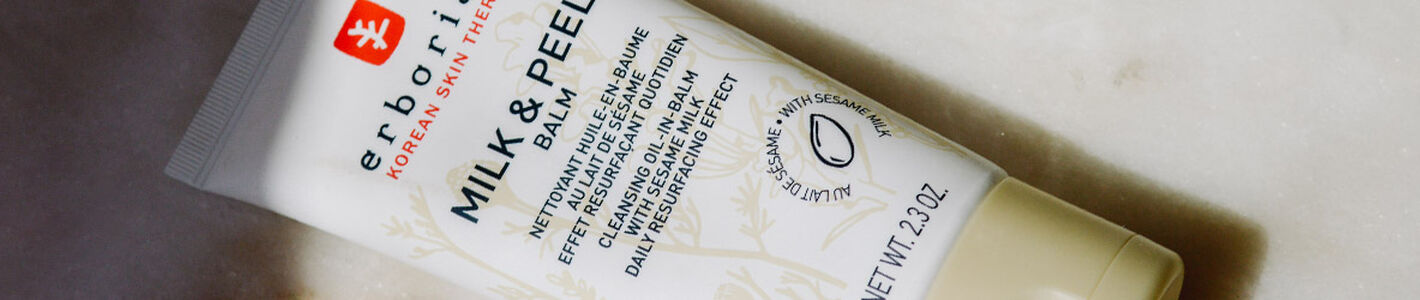 erboria
KOREAN SKIN THER
MILK & PEEL
BALM
NETTOYANT HUILE-EN-BAUME
AU LAIT DE SÉSAME
EFFET RESURFAÇANT QUOTIDIEN
CLEANSING OIL-IN-BALM
WITH SESAME MILK
DAILY RESURFACING EFFECT
• WITH SESAME MILK
AU LAIT DE SÉSAME
NET WT. 2.3 OZ.